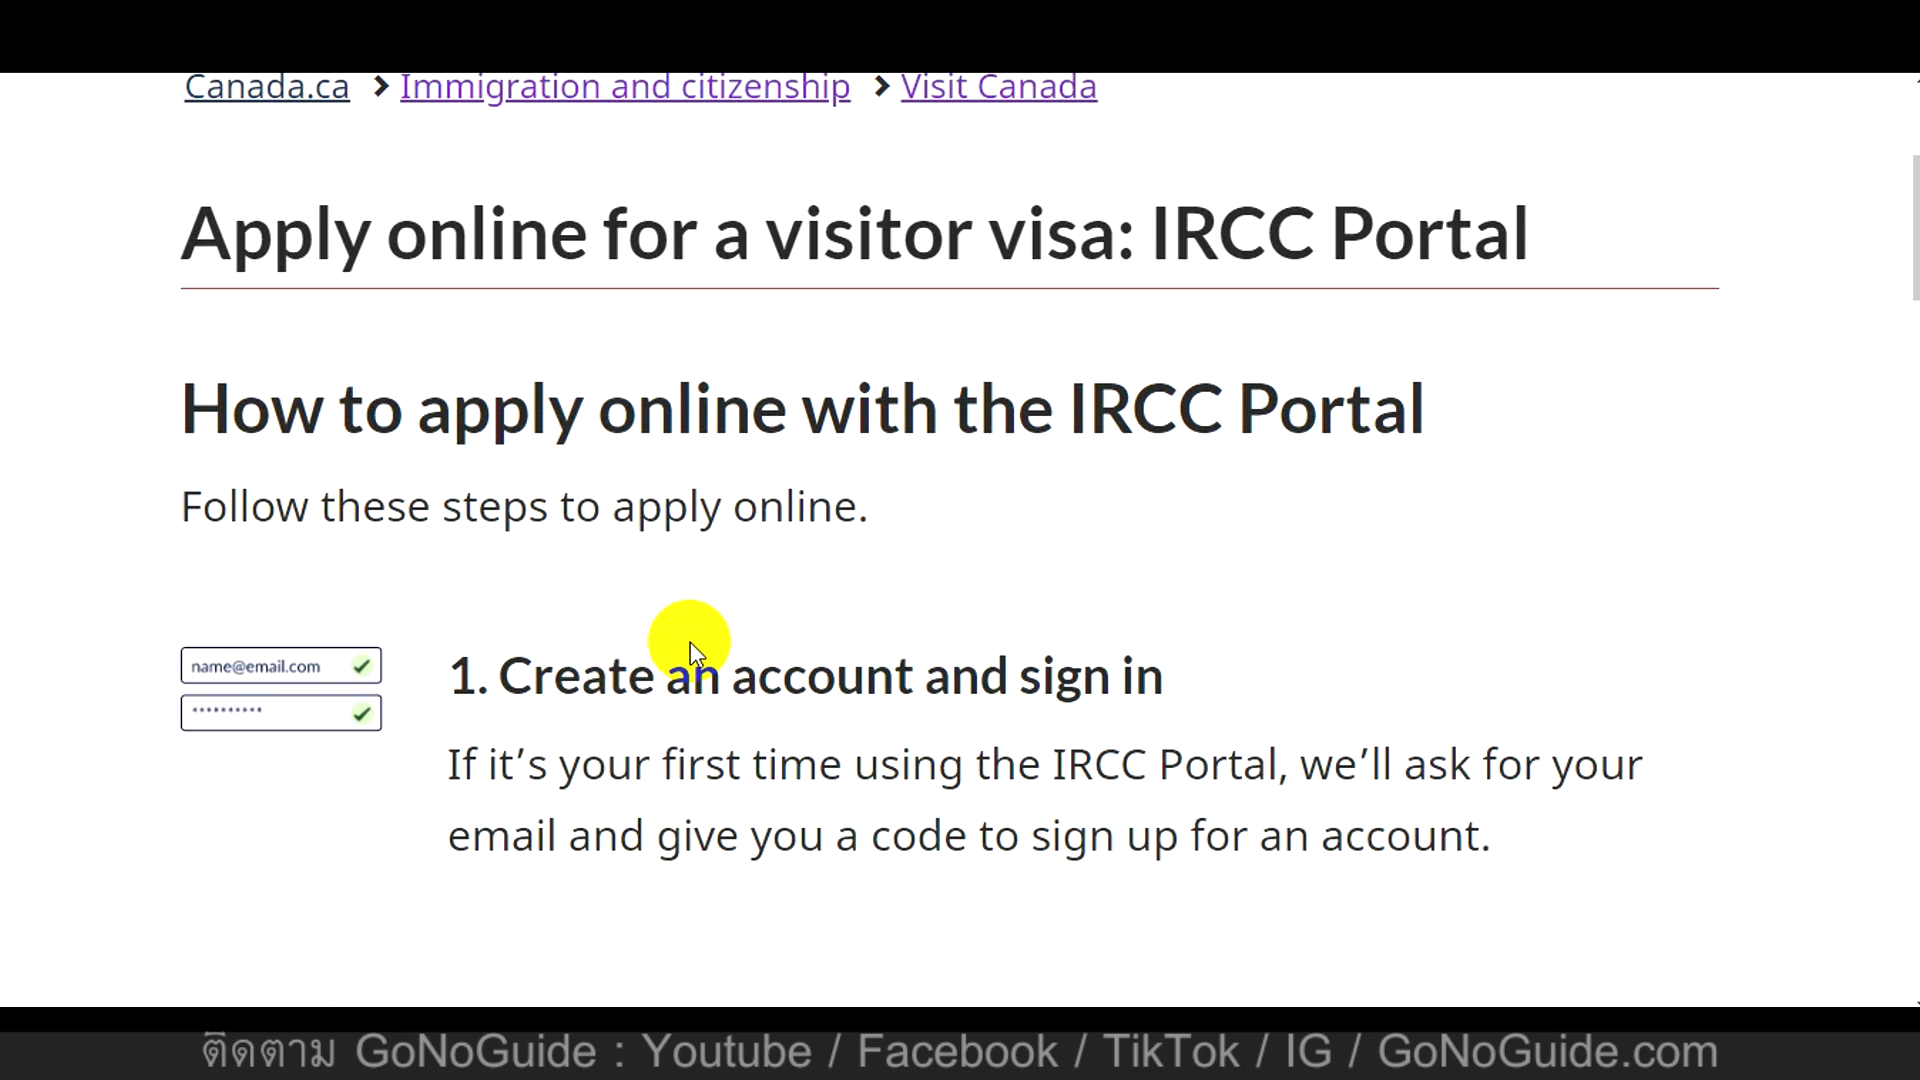 Canada.ca > Immigration and citizenship > Visit Canada
Apply online for a visitor visa: IRCC Portal
How to apply online with the IRCC Portal
Follow these steps to apply online.
name@email.com
**********
1. Create an account and sign in
If it’s your first time using the IRCC Portal, we’ll ask for your
email and give you a code to sign up for an account.
ติดตาม GoNoGuide : Youtube / Facebook / TikTok / IG / GoNoGuide.com